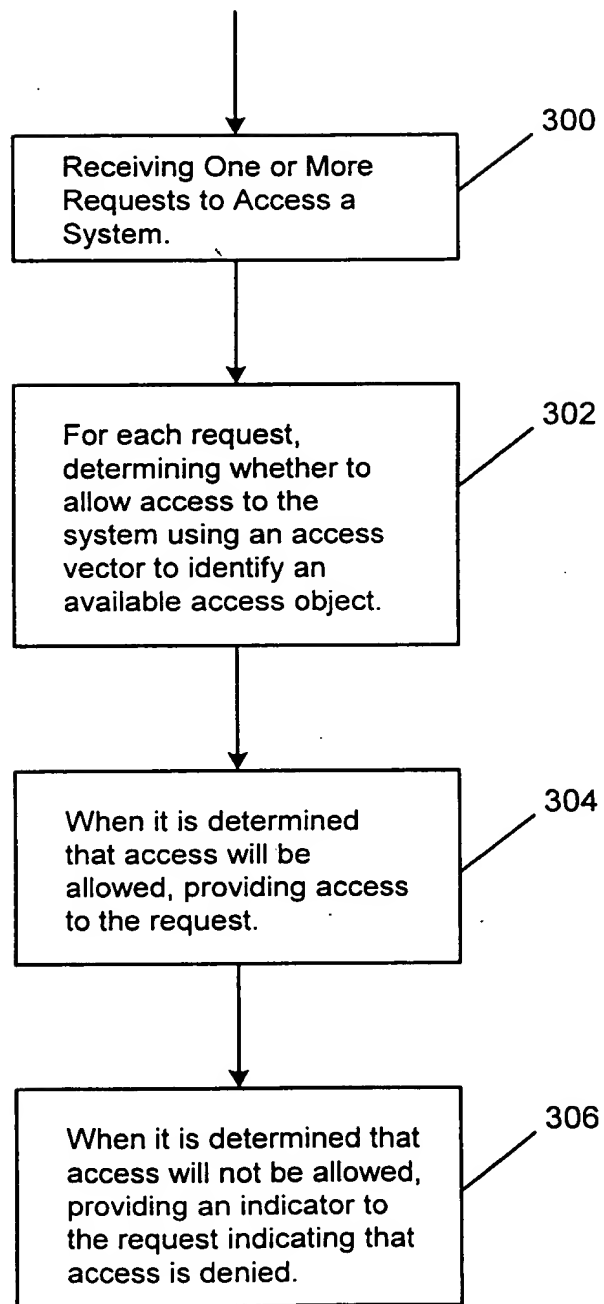 300
Receiving One or More
Requests to Access a
System.
302
For each request,
determining whether to
allow access to the
system using an access
vector to identify an
available access object.
304
When it is determined
that access will be
allowed, providing access
to the request.
306
When it is determined that
access will not be allowed,
providing an indicator to
the request indicating that
access is denied.